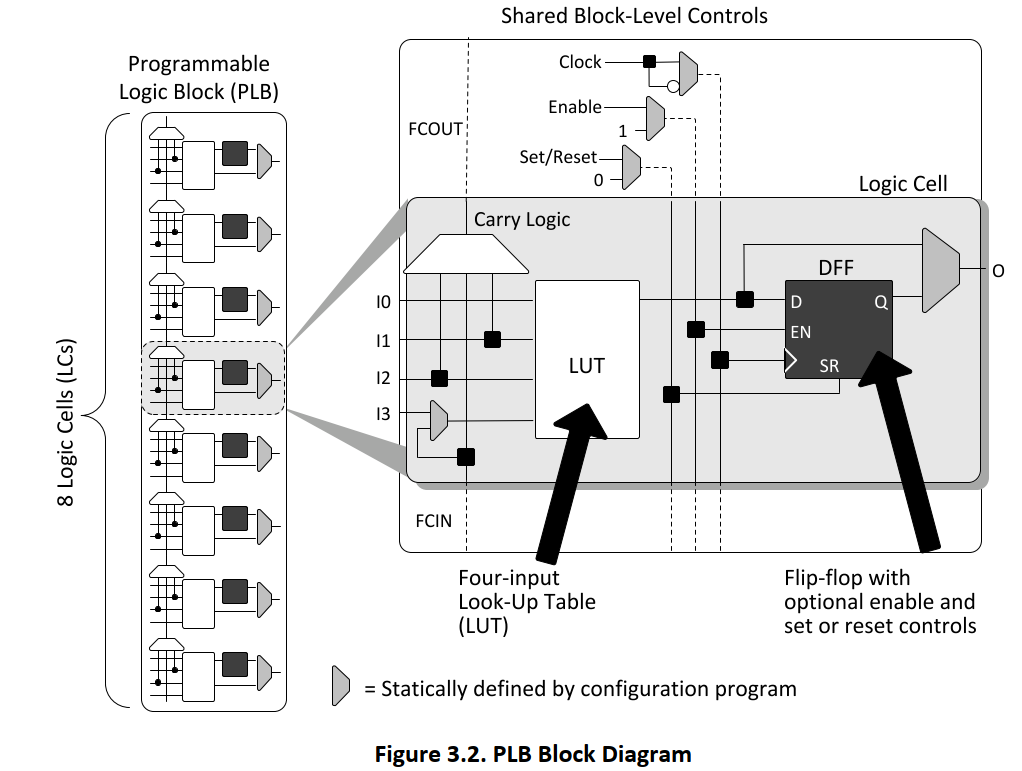 Shared Block-Level Controls
Programmable
Logic Block (PLB)
8 Logic Cells (LCs)
Clock
Enable
1
Set/Reset
0
FCOUT
Logic Cell
Carry Logic
I0
I1
I2
I3
LUT
DFF
D
Q
EN
SR
O
FCIN
Four-input
Look-Up Table
(LUT)
Flip-flop with
optional enable and
set or reset controls
= Statically defined by configuration program
Figure 3.2. PLB Block Diagram